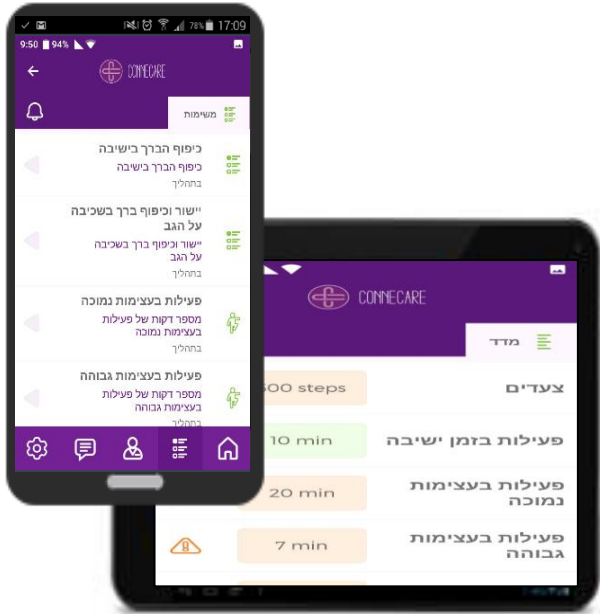 78% 17:09
9:50 94%
CONNECARE
משימות
כיפוף הברך בישיבה
כיפוף הברך בישיבה
בתהליך
יישור וכיפוף ברך בשכיבה
על הגב
יישור וכיפוף ברך בשכיבה
על הגב
בתהליך
פעילות בעצימות נמוכה
מספר דקות של פעילות
בעצימות נמוכה
בתהליך
פעילות בעצימות גבוהה
מספר דקות של פעילות
בעצימות גבוהה
בתהליך
CONNECARE
מדד
צעדים
steps
פעילות בזמן ישיבה
10 min
פעילות בעצימות
נמוכה
20 min
פעילות בעצימות
גבוהה
7 min